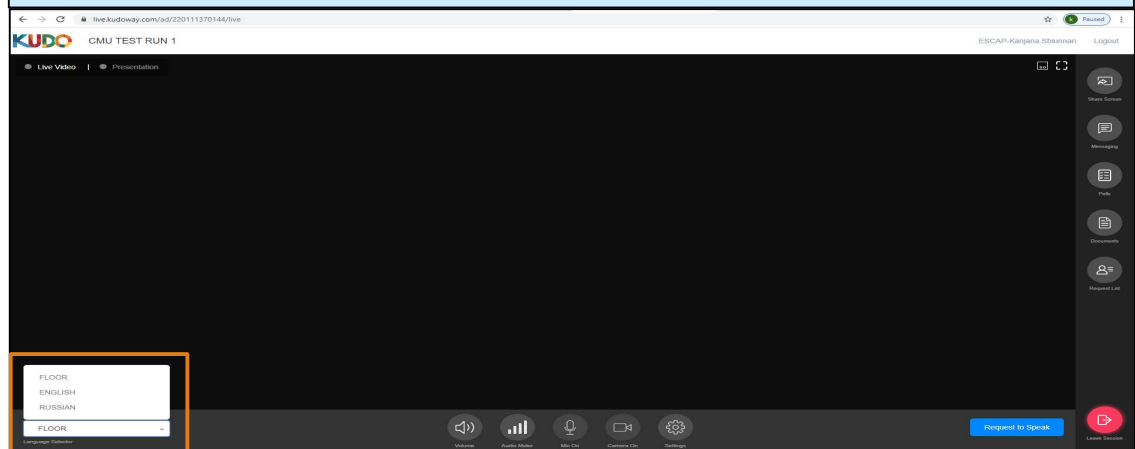 live.kudoway.com/ad/220111370144/live
Paused
KUDO CMU TEST RUN 1
ESCAP-Kanjana Sbiunnan Logout
Live Video | Presentation
Share Screen
Messaging
Polls
Documents
Request List
FLOOR
ENGLISH
RUSSIAN
FLOOR
Language Selector
Volume
Audio Meter
Mic On
Camera On
Settings
Request to Speak
Leave Session